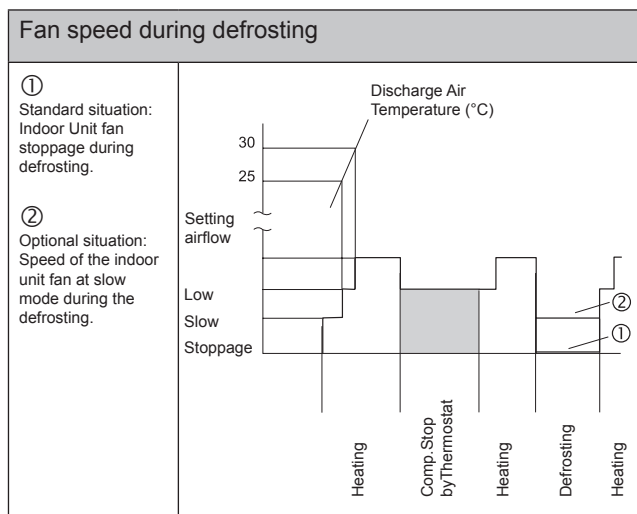 Fan speed during defrosting
①
Standard situation:
Indoor Unit fan
stoppage during
defrosting.
②
Optional situation:
Speed of the indoor
unit fan at slow
mode during the
defrosting.
Discharge Air
Temperature (°C)
30
25
Setting
airflow
Low
Slow
Stoppage
②
①
Heating
Comp.Stop
byThermostat
Heating
Defrosting
Heating